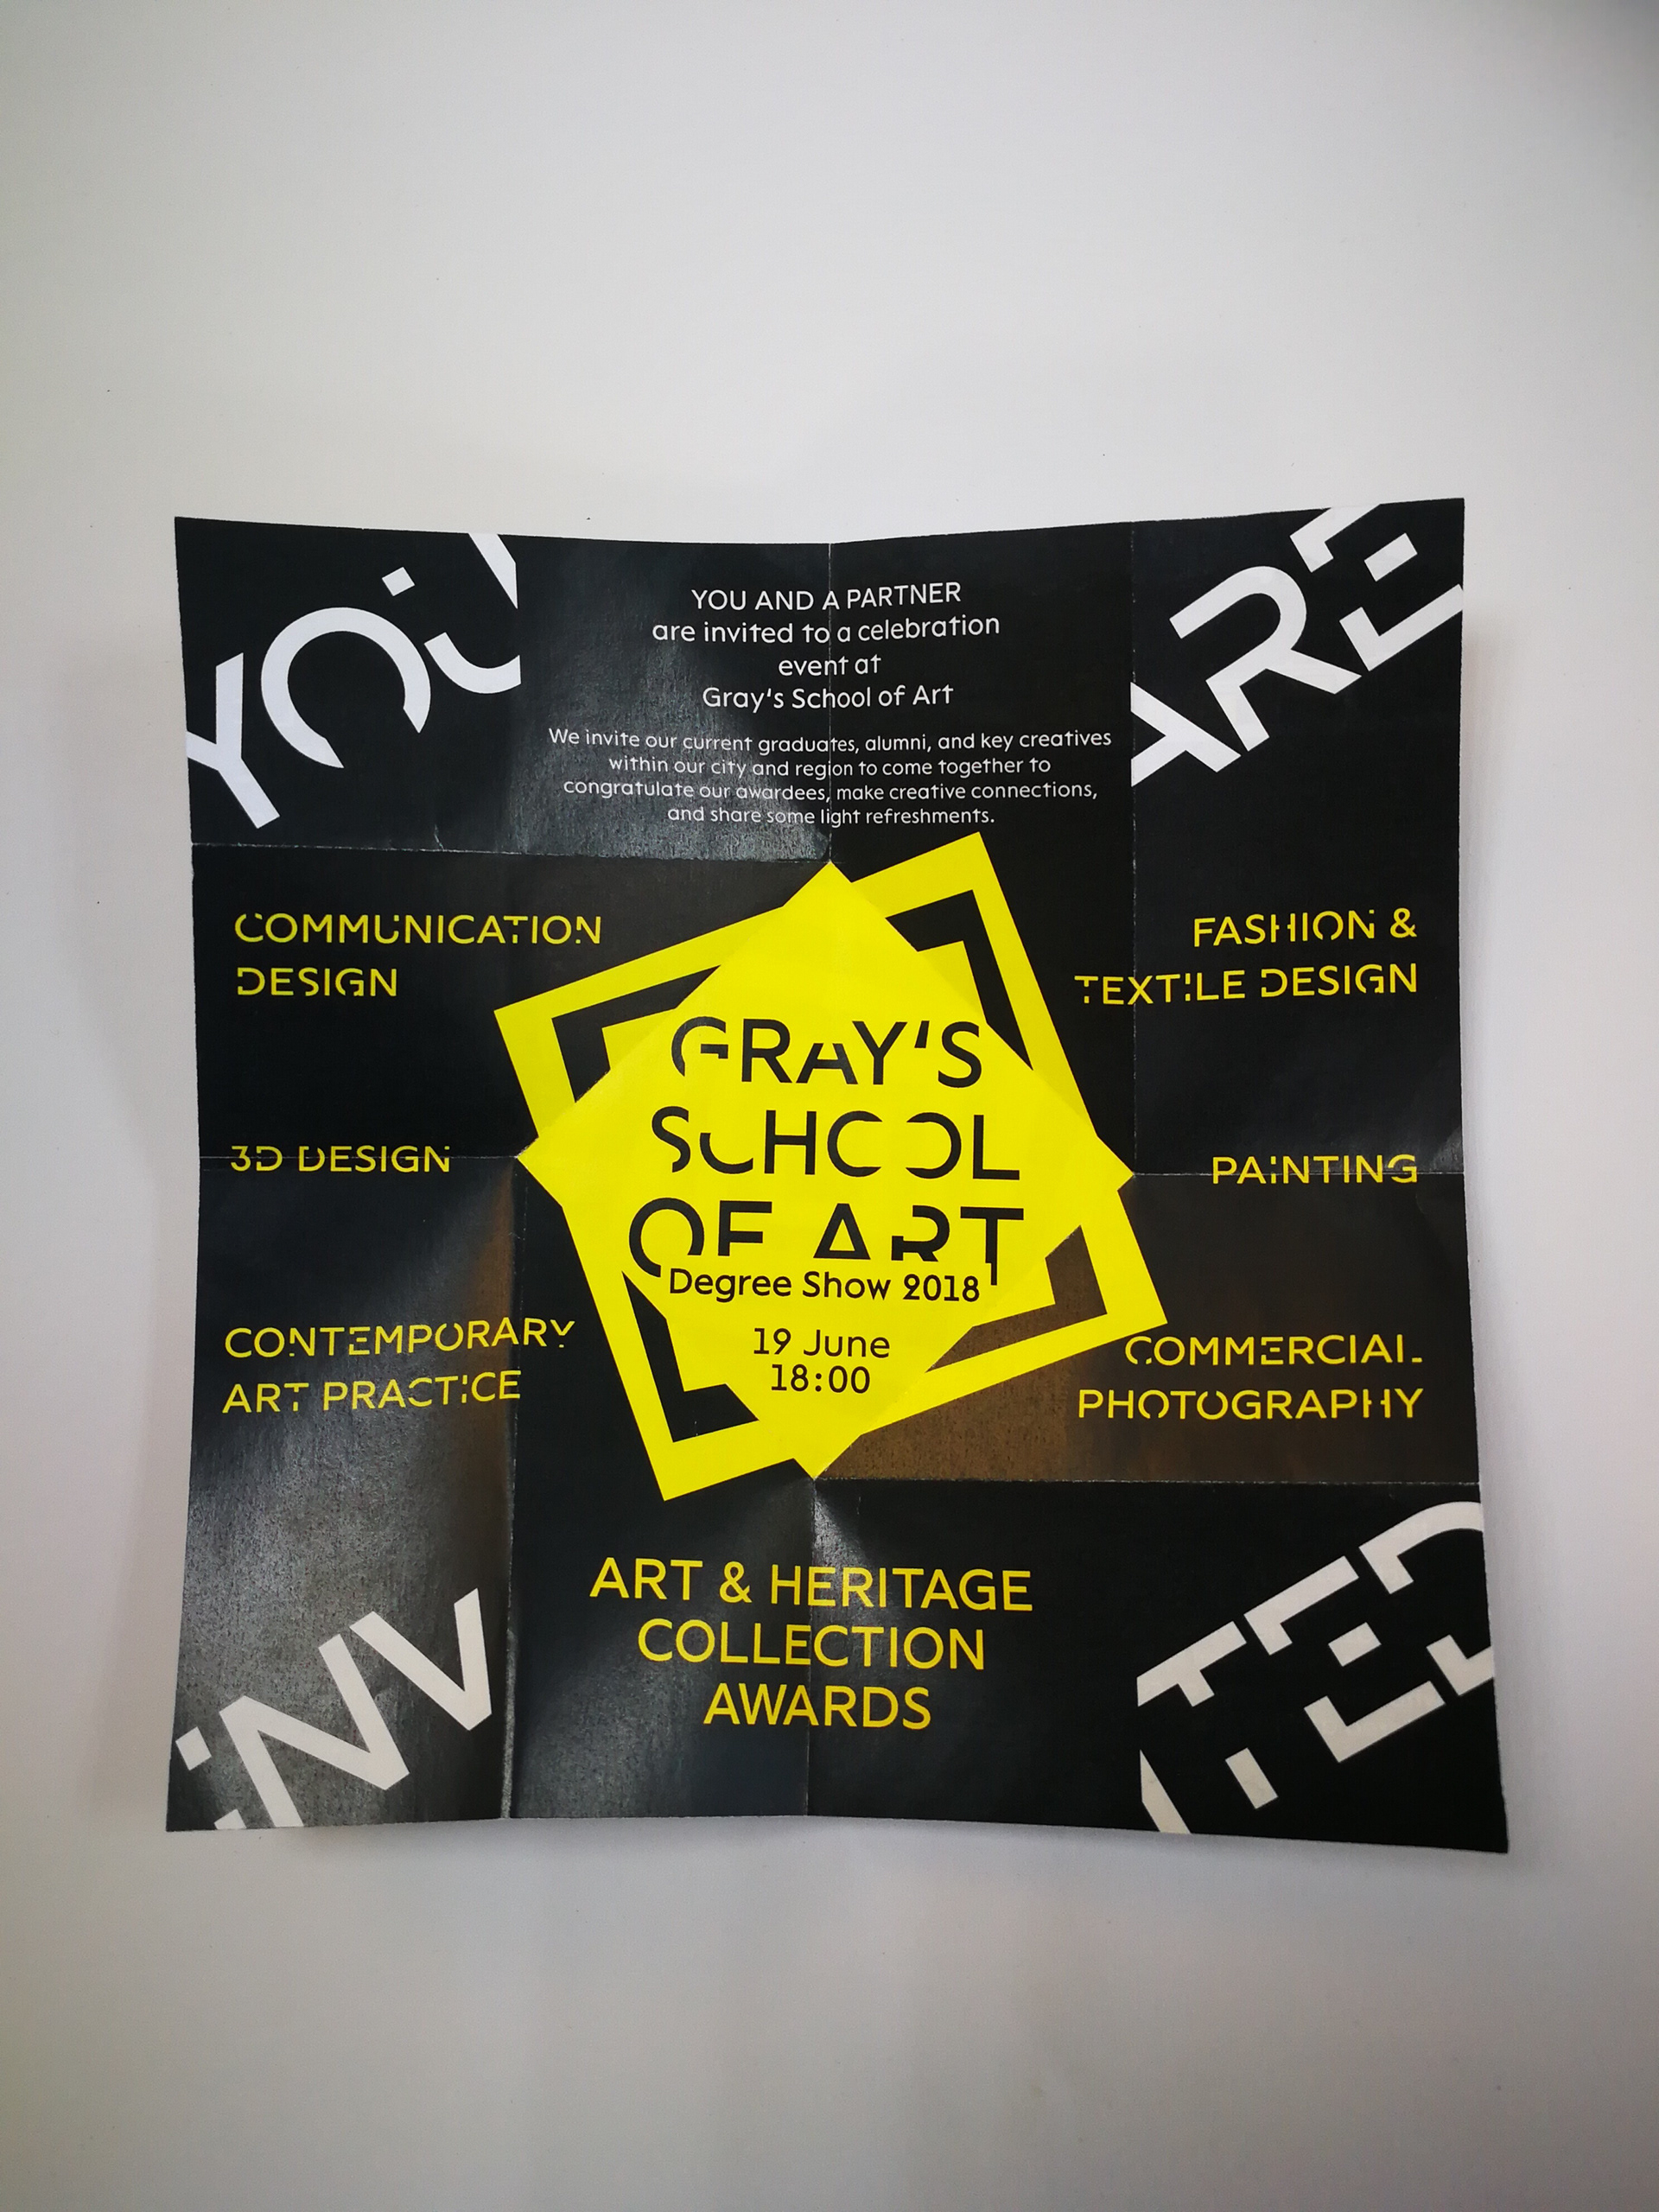 YOU
ARE
YOU AND A PARTNER
are invited to a celebration
event at
Gray's School of Art
We invite our current graduates, alumni, and key creatives
within our city and region to come together to
congratulate our awardees, make creative connections,
and share some light refreshments.
COMMUNICATION
DESIGN
FASHION &
TEXTILE DESIGN
GRAY'S
SCHOOL
OF ART
Degree Show 2018
19 June
18:00
3D DESIGN
PAINTING
CONTEMPORARY
ART PRACTICE
COMMERCIAL
PHOTOGRAPHY
ART & HERITAGE
COLLECTION
AWARDS
INV
TED